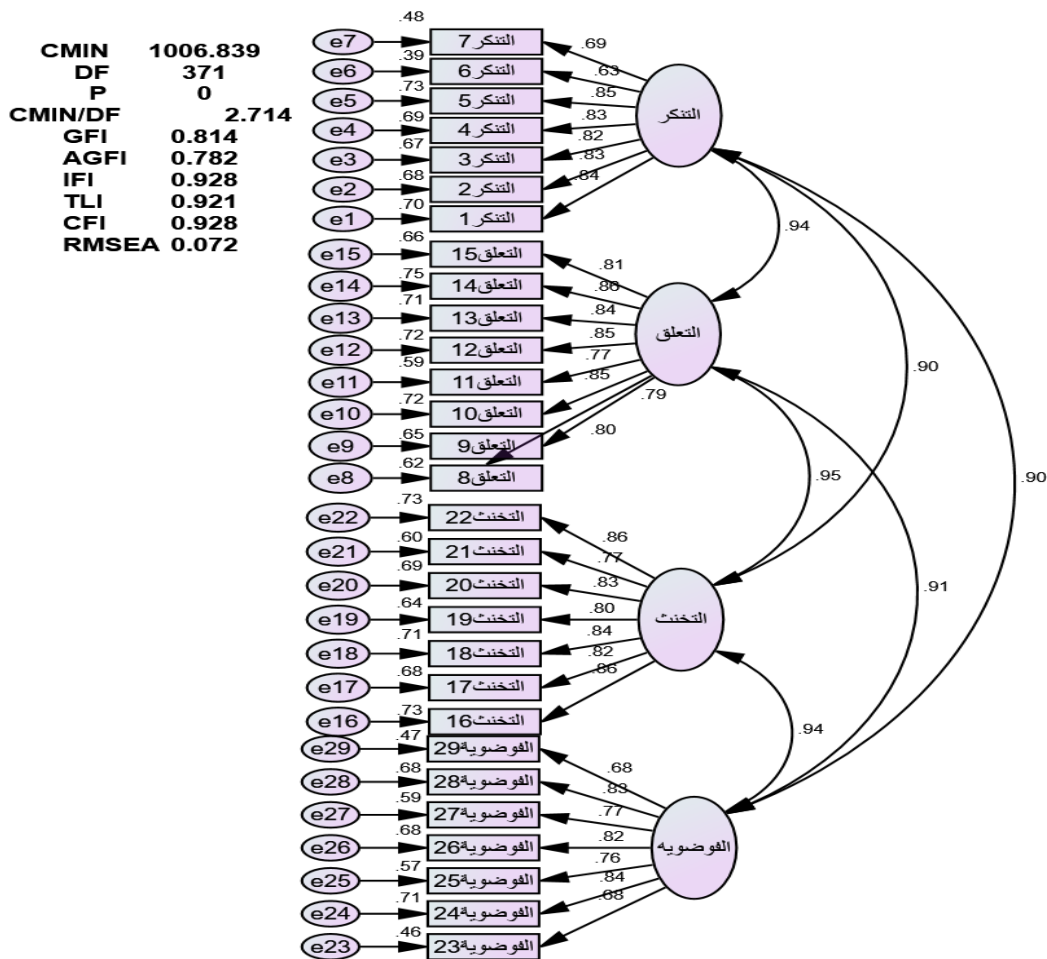 CMIN 1006.839
DF 371
P 0
CMIN/DF 2.714
GFI 0.814
AGFI 0.782
IFI 0.928
TLI 0.921
CFI 0.928
RMSEA 0.072
e7 .48 التنكر7 .69
e6 .39 التنكر6 .63
e5 .73 التنكر5 .85
e4 .69 التنكر4 .83
e3 .67 التنكر3 .82
e2 .68 التنكر2 .83
e1 .70 التنكر1 .84
التنكر
e15 .66 التعلق15 .81
e14 .75 التعلق14 .86
e13 .71 التعلق13 .84
e12 .72 التعلق12 .85
e11 .59 التعلق11 .77
e10 .72 التعلق10 .85
e9 .65 التعلق9 .80
e8 .62 التعلق8 .79
التعلق
e22 .73 التخنث22 .86
e21 .60 التخنث21 .77
e20 .69 التخنث20 .83
e19 .64 التخنث19 .80
e18 .71 التخنث18 .84
e17 .68 التخنث17 .82
e16 .73 التخنث16 .86
التخنث
e29 .47 الفوضوية29 .68
e28 .68 الفوضوية28 .83
e27 .59 الفوضوية27 .77
e26 .68 الفوضوية26 .82
e25 .57 الفوضوية25 .76
e24 .71 الفوضوية24 .84
e23 .46 الفوضوية23 .68
الفوضويه
.94
.90
.90
.95
.91
.94